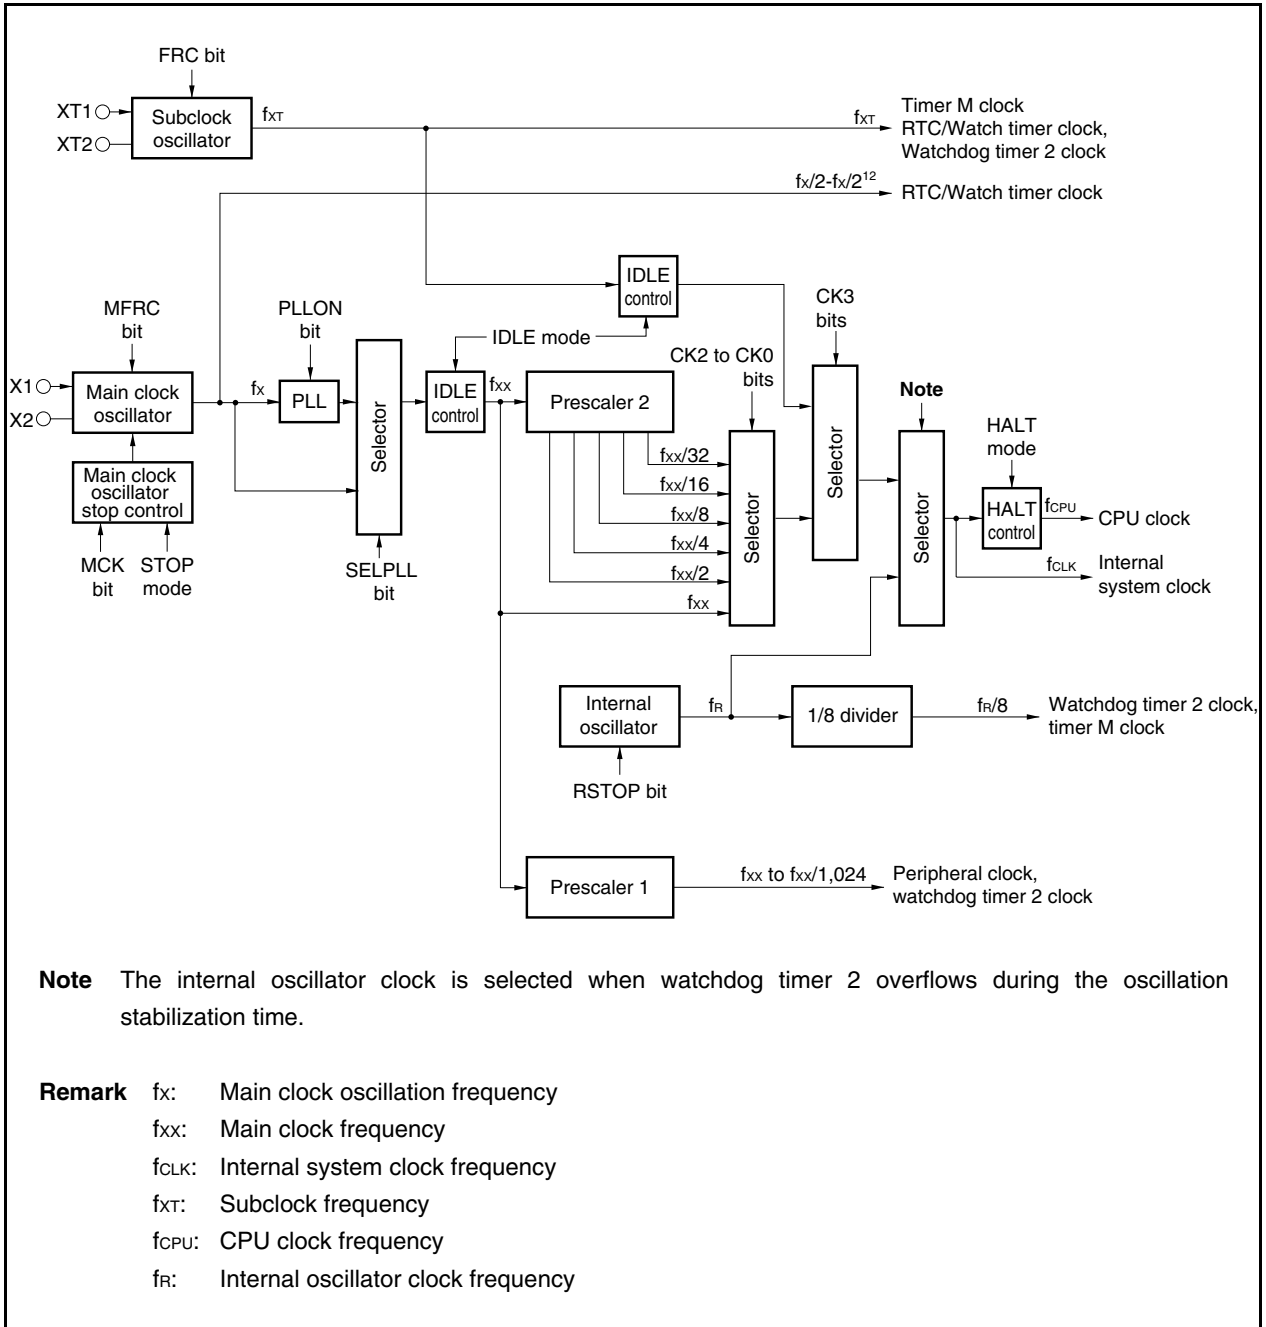 FRC bit
XT1
XT2
Subclock
oscillator
fXT
fXT
Timer M clock
RTC/Watch timer clock,
Watchdog timer 2 clock
fX/2-fX/2¹²
RTC/Watch timer clock
IDLE
control
MFRC
bit
PLLON
bit
IDLE mode
CK3
bits
CK2 to CK0
bits
X1
X2
Main clock
oscillator
fX
PLL
Selector
IDLE
control
fXX
Prescaler 2
Note
HALT
mode
Main clock
oscillator
stop control
MCK
bit
STOP
mode
SELPLL
bit
fXX/32
fXX/16
fXX/8
fXX/4
fXX/2
fXX
Selector
Selector
Selector
HALT
control
fCPU
CPU clock
fCLK
Internal
system clock
Internal
oscillator
fR
1/8 divider
fR/8
Watchdog timer 2 clock,
timer M clock
RSTOP bit
Prescaler 1
fXX to fXX/1,024
Peripheral clock,
watchdog timer 2 clock
Note The internal oscillator clock is selected when watchdog timer 2 overflows during the oscillation
stabilization time.
Remark fX: Main clock oscillation frequency
fXX: Main clock frequency
fCLK: Internal system clock frequency
fXT: Subclock frequency
fCPU: CPU clock frequency
fR: Internal oscillator clock frequency